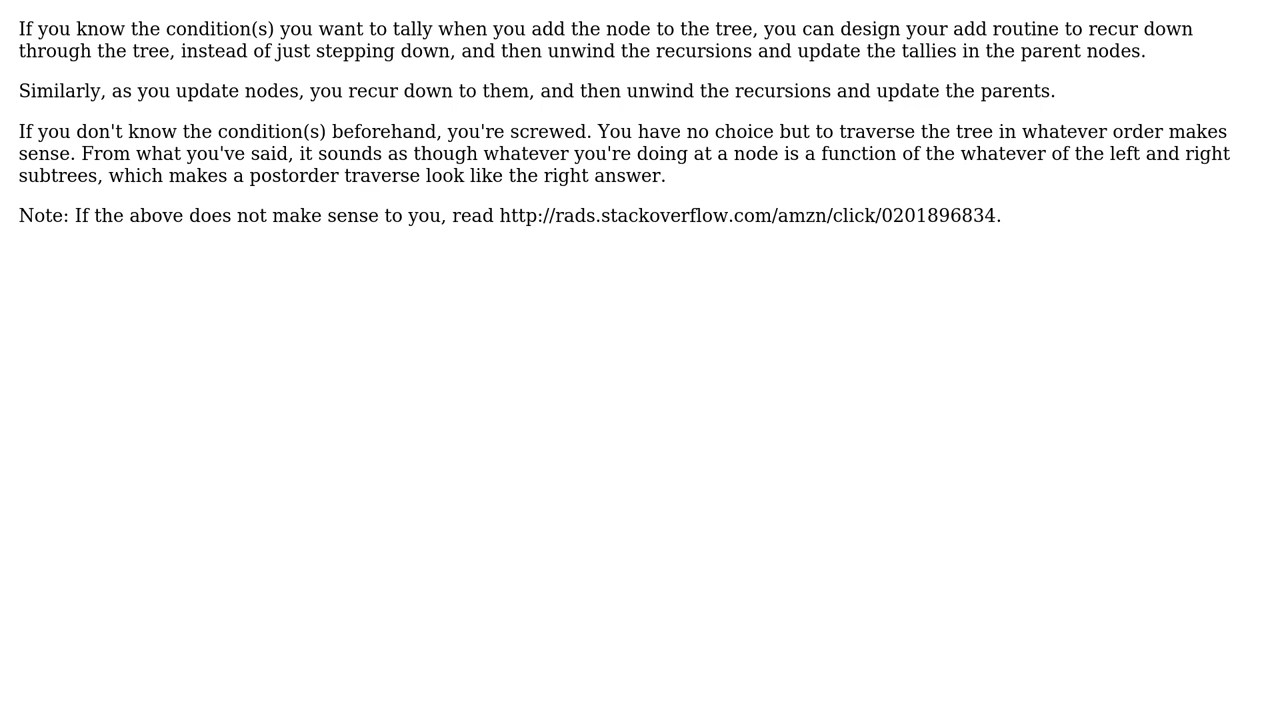 If you know the condition(s) you want to tally when you add the node to the tree, you can design your add routine to recur down
through the tree, instead of just stepping down, and then unwind the recursions and update the tallies in the parent nodes.
Similarly, as you update nodes, you recur down to them, and then unwind the recursions and update the parents.
If you don't know the condition(s) beforehand, you're screwed. You have no choice but to traverse the tree in whatever order makes
sense. From what you've said, it sounds as though whatever you're doing at a node is a function of the whatever of the left and right
subtrees, which makes a postorder traverse look like the right answer.
Note: If the above does not make sense to you, read http://rads.stackoverflow.com/amzn/click/0201896834.